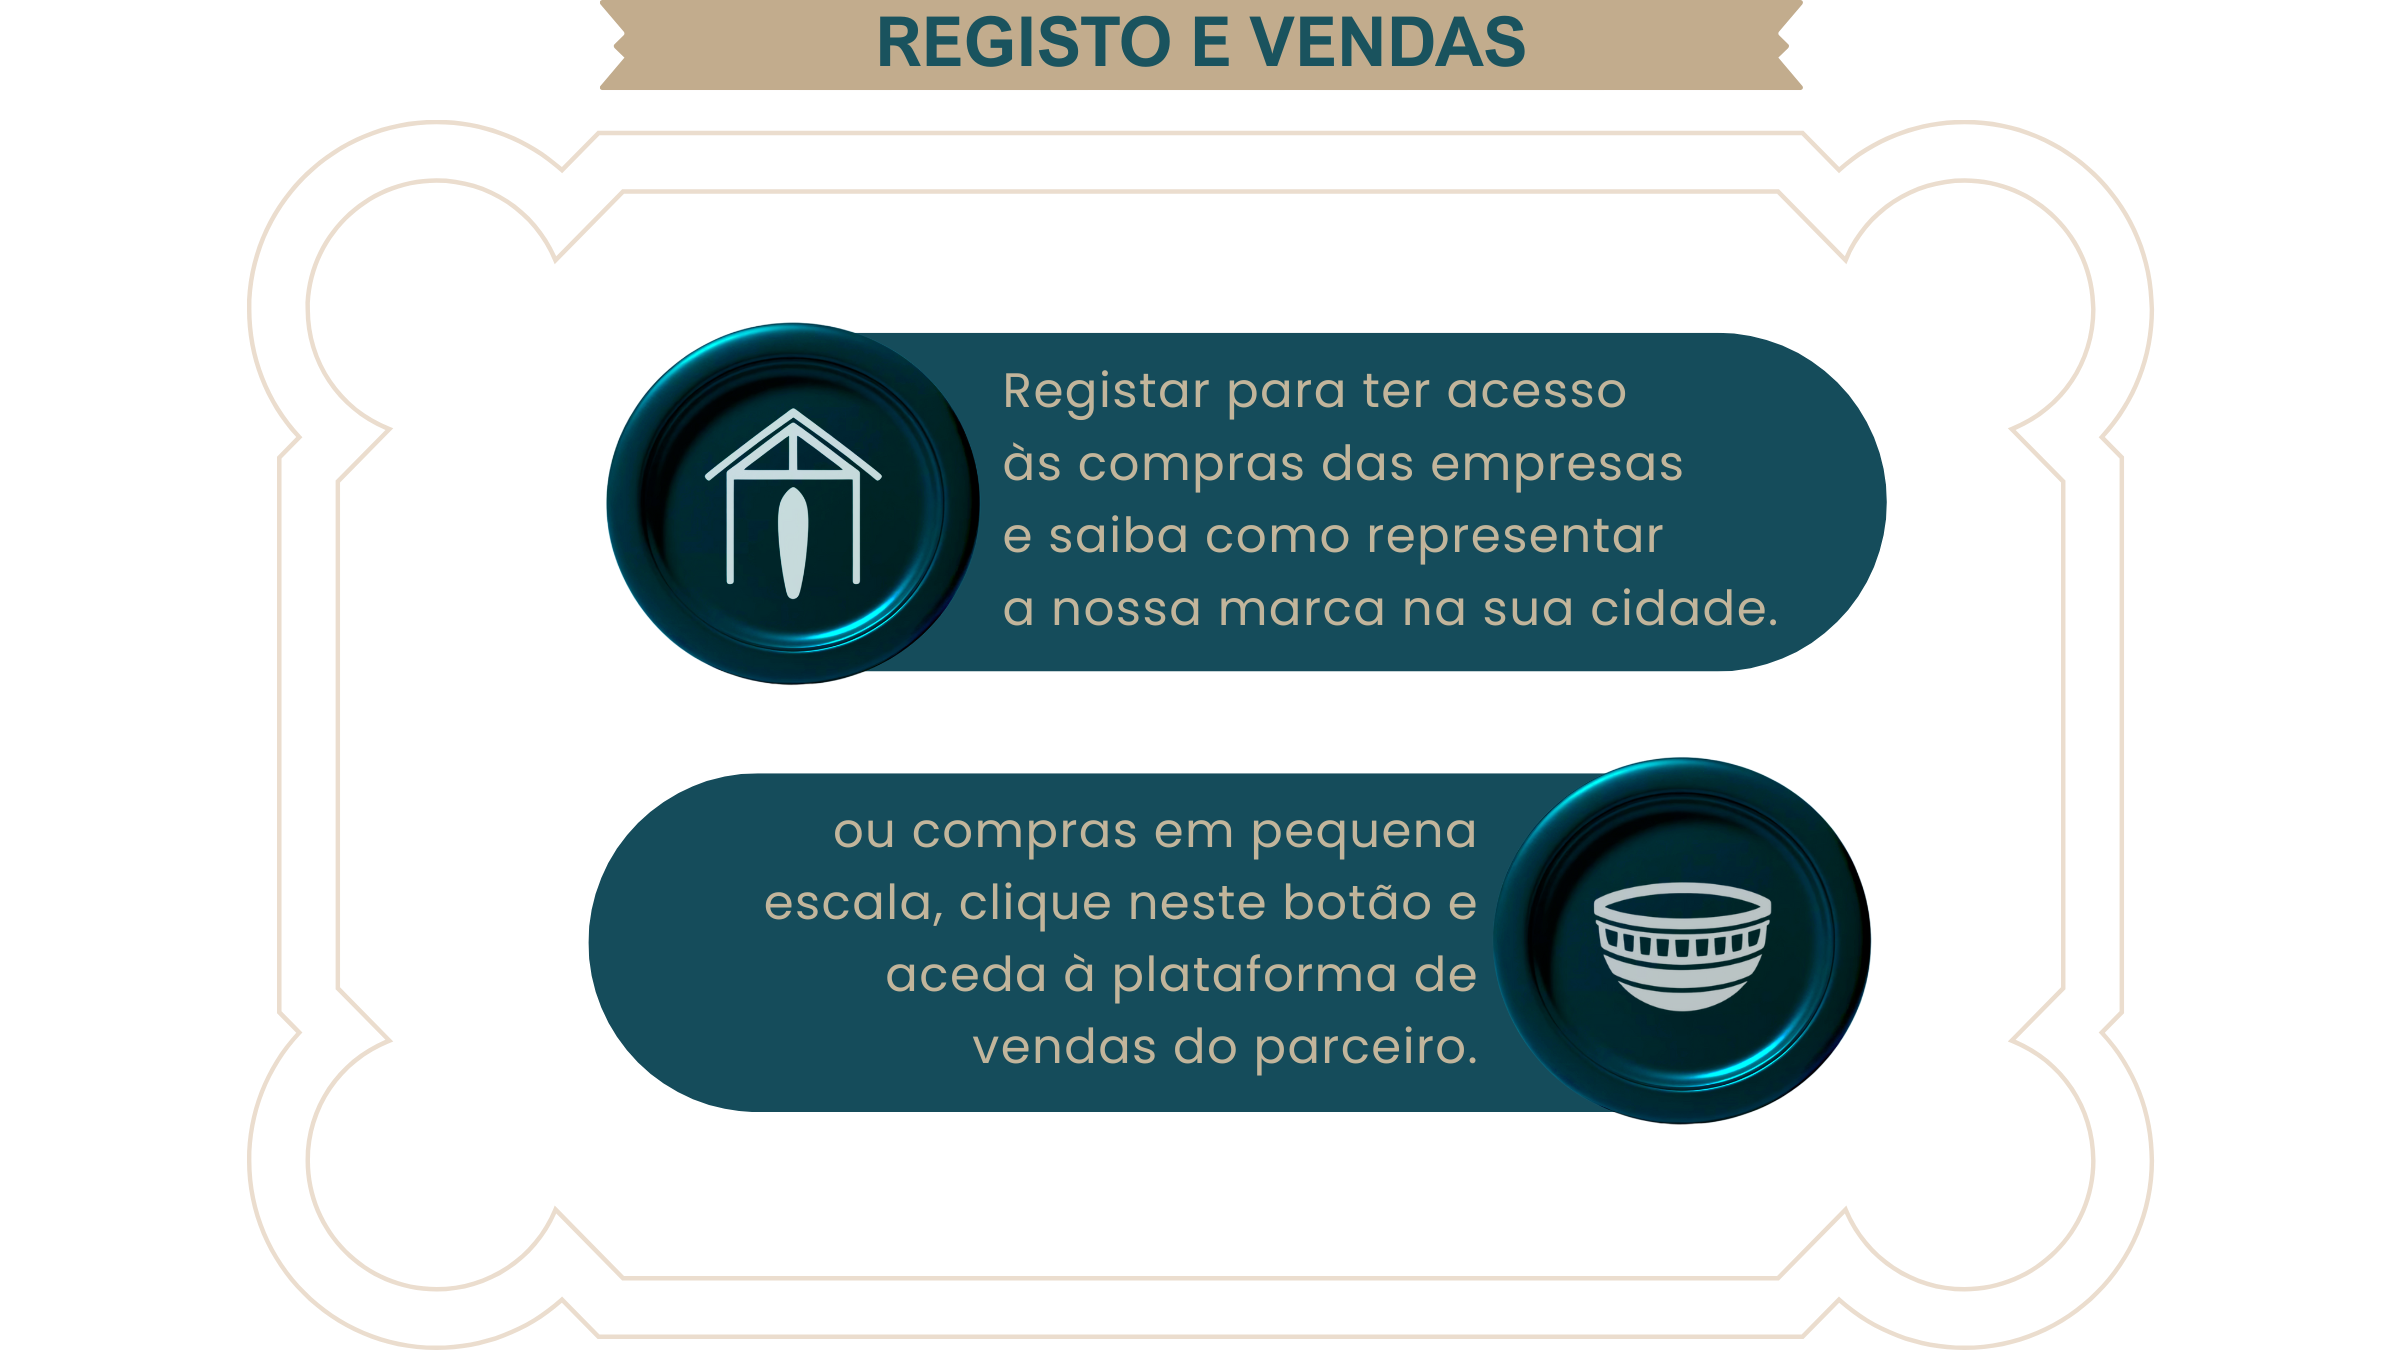 REGISTO E VENDAS
Registar para ter acesso
às compras das empresas
e saiba como representar
a nossa marca na sua cidade.
ou compras em pequena
escala, clique neste botão e
aceda à plataforma de
vendas do parceiro.